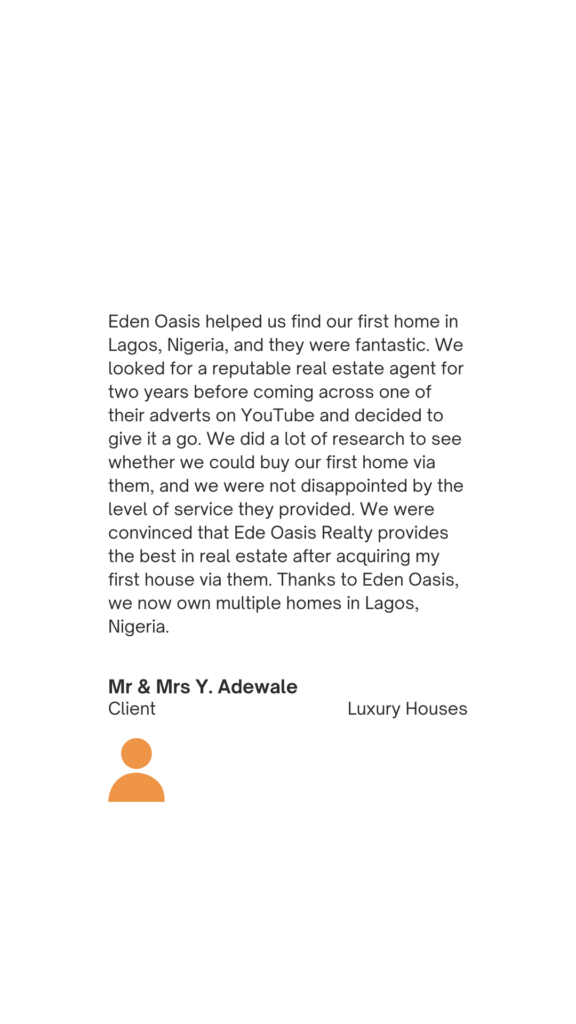 Eden Oasis helped us find our first home in
Lagos, Nigeria, and they were fantastic. We
looked for a reputable real estate agent for
two years before coming across one of
their adverts on YouTube and decided to
give it a go. We did a lot of research to see
whether we could buy our first home via
them, and we were not disappointed by the
level of service they provided. We were
convinced that Ede Oasis Realty provides
the best in real estate after acquiring my
first house via them. Thanks to Eden Oasis,
we now own multiple homes in Lagos,
Nigeria.
Mr & Mrs Y. Adewale
Client Luxury Houses